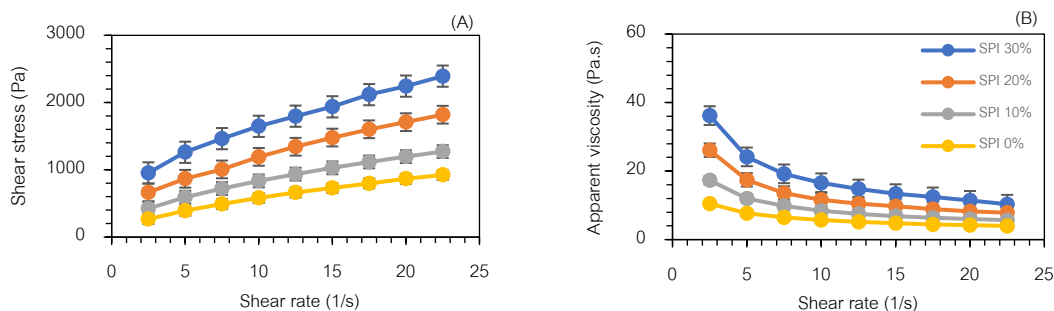 (A)
3000
2000
1000
0
0 5 10 15 20 25
Shear stress (Pa)
Shear rate (1/s)
(B)
60
40
20
0
0 5 10 15 20 25
Apparent viscosity (Pa.s)
Shear rate (1/s)
SPI 30%
SPI 20%
SPI 10%
SPI 0%